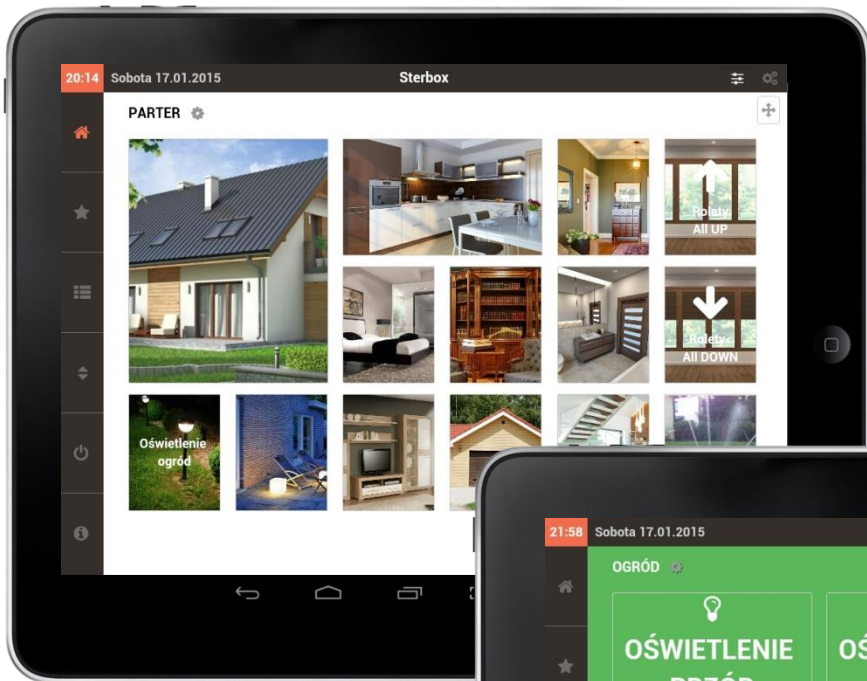 20:14 Sobota 17.01.2015 Sterbox
PARTER
Rolety
All UP
Rolety
All DOWN
Oświetlenie
ogród
21:58 Sobota 17.01.2015
OGRÓD
OŚWIETLENIE